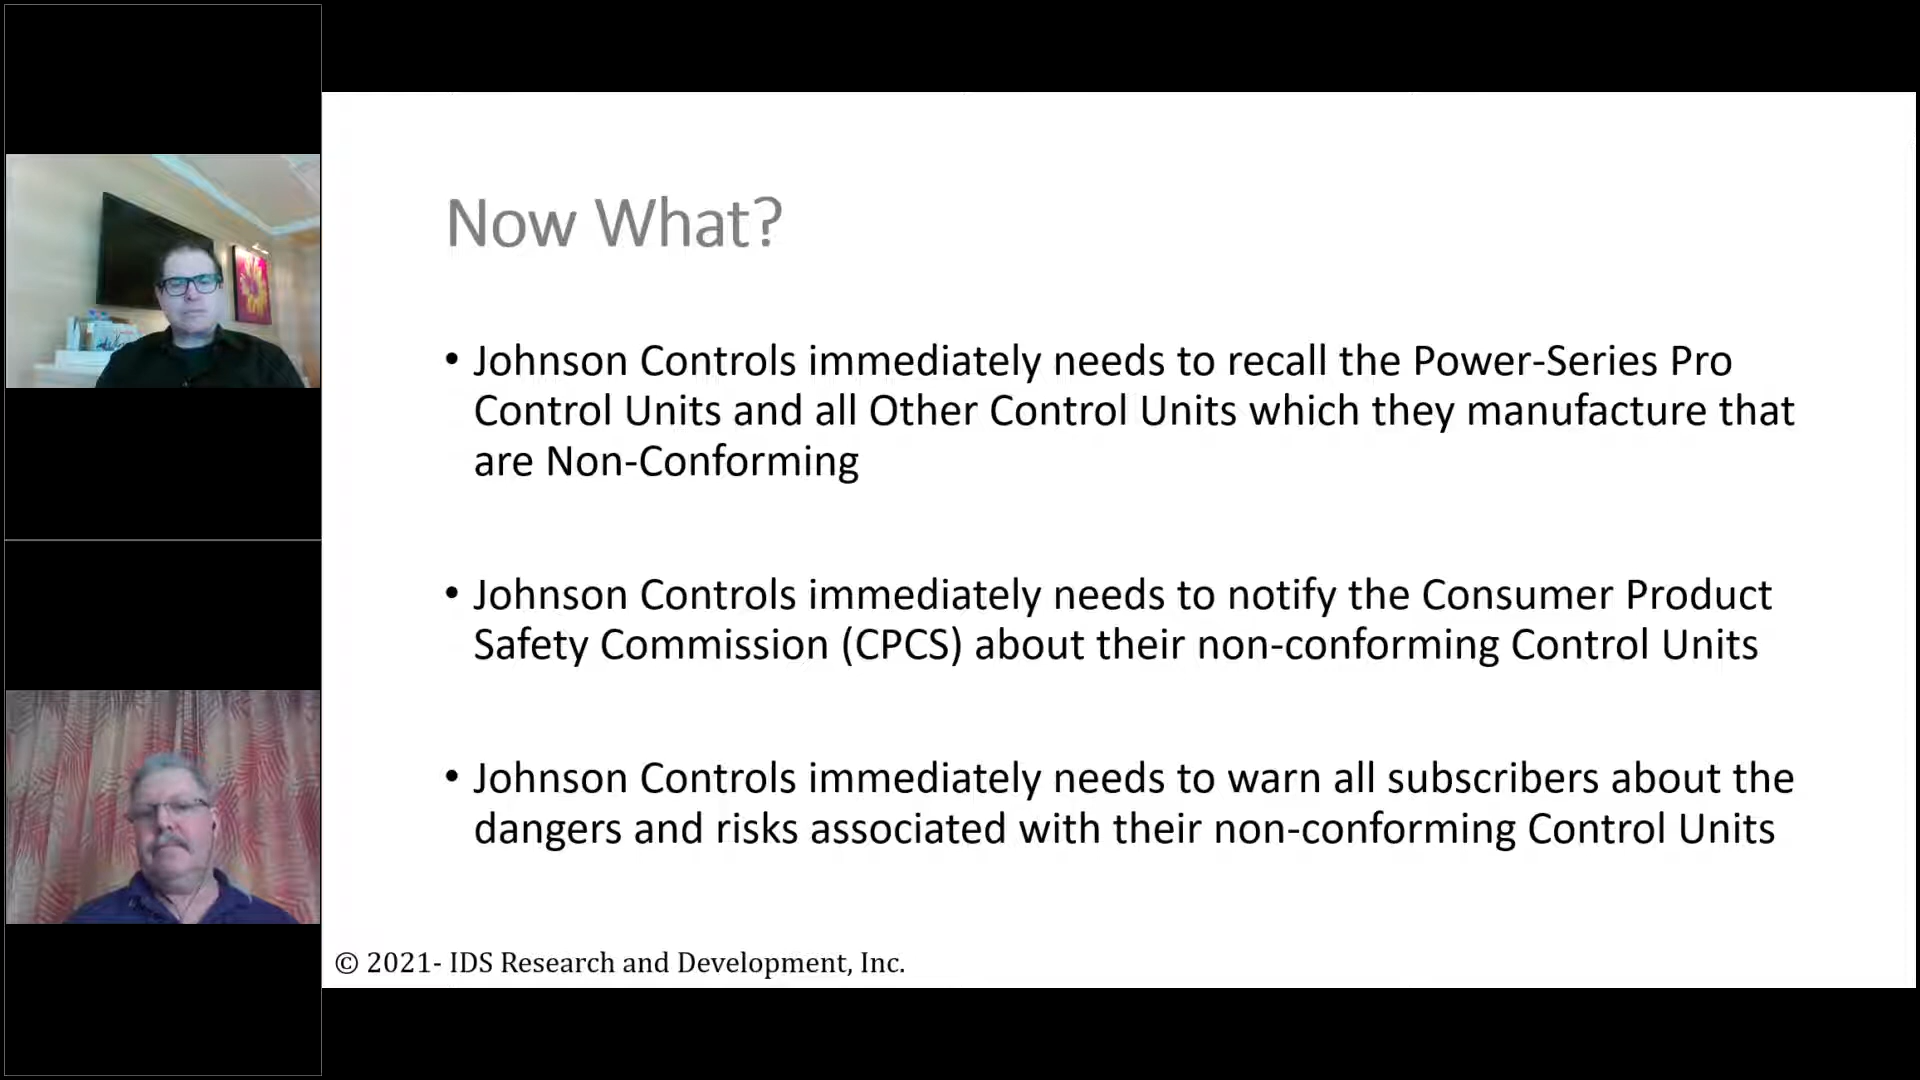 Now What?
• Johnson Controls immediately needs to recall the Power-Series Pro
Control Units and all Other Control Units which they manufacture that
are Non-Conforming
• Johnson Controls immediately needs to notify the Consumer Product
Safety Commission (CPCS) about their non-conforming Control Units
• Johnson Controls immediately needs to warn all subscribers about the
dangers and risks associated with their non-conforming Control Units
© 2021- IDS Research and Development, Inc.